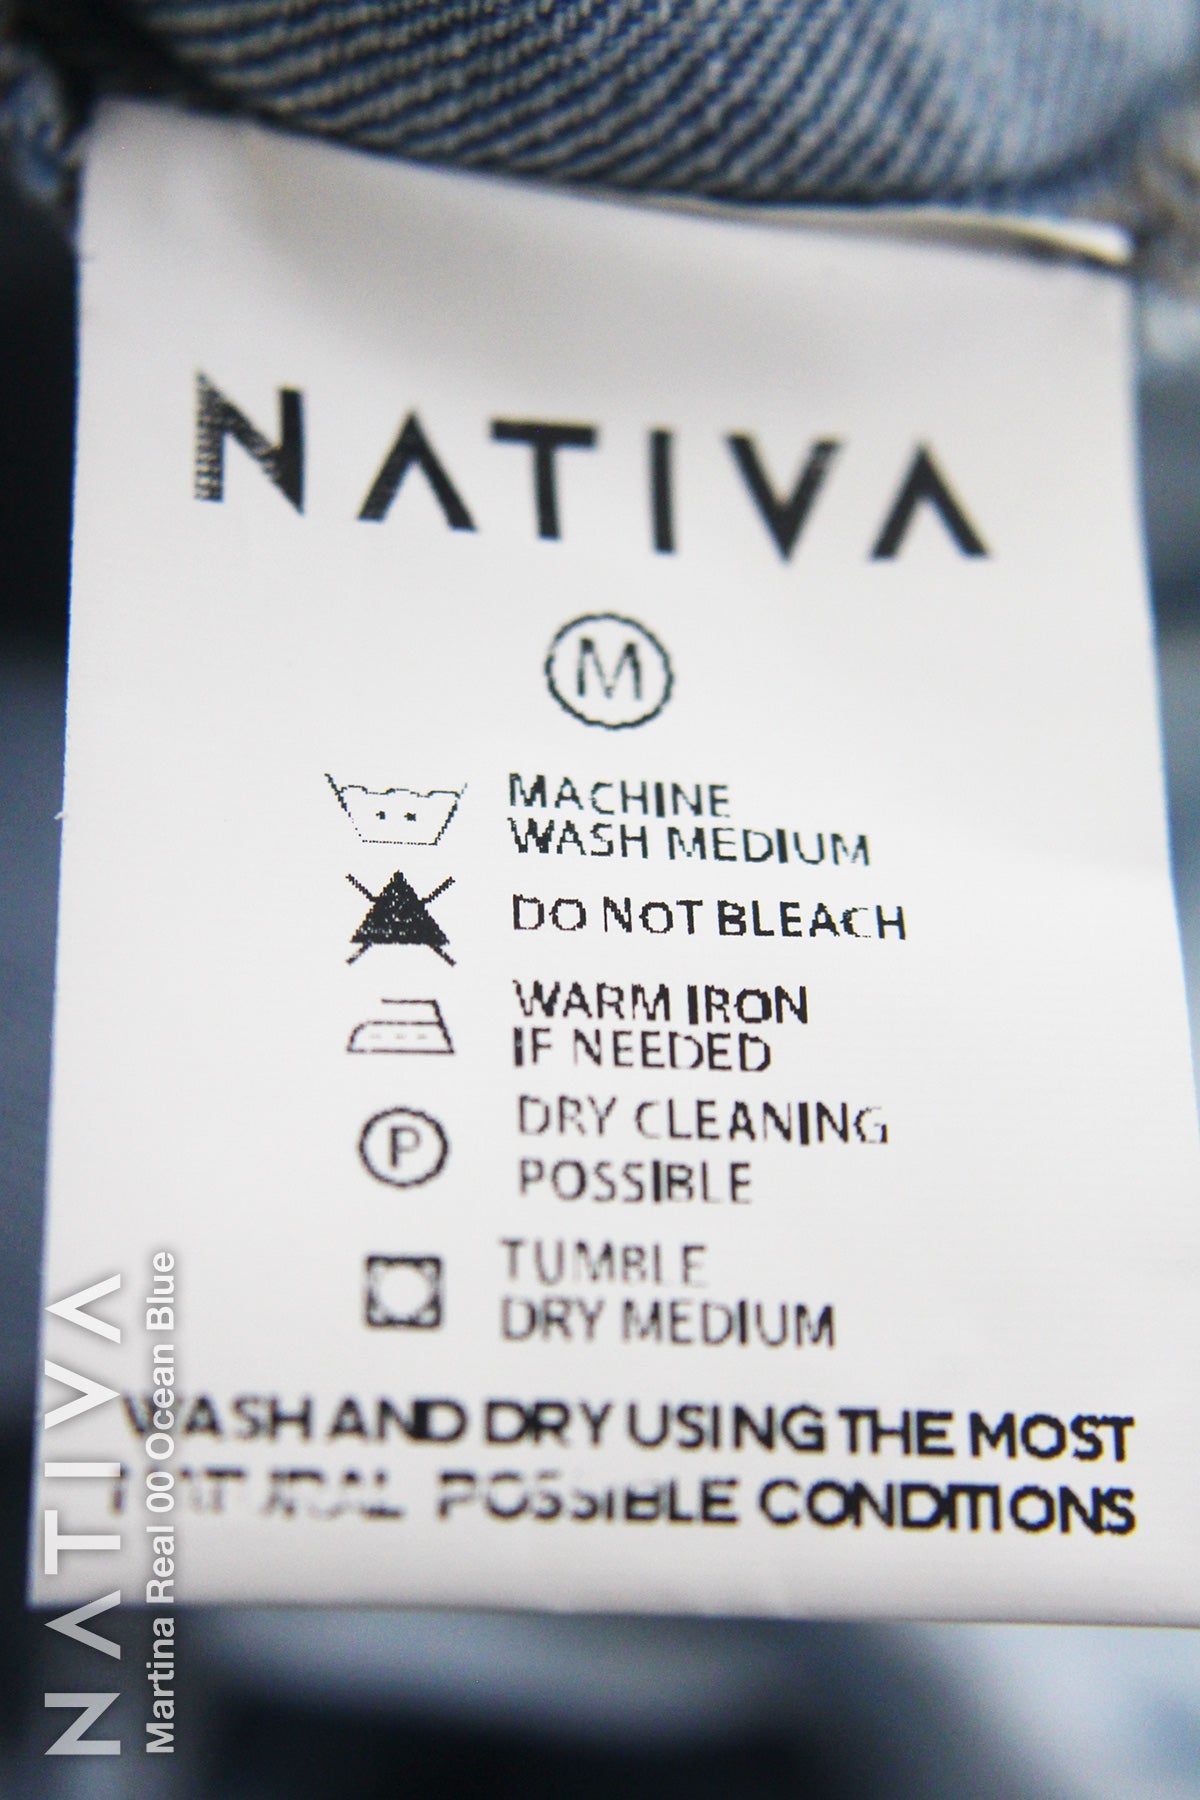 NATIVA
M
MACHINE
WASH MEDIUM
DO NOT BLEACH
WARM IRON
IF NEEDED
P
DRY CLEANING
POSSIBLE
TUMBLE
DRY MEDIUM
WASH AND DRY USING THE MOST
NATURAL POSSIBLE CONDITIONS
NATIVA
Martina Real 00 Ocean Blue